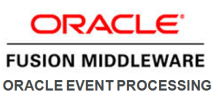 ORACLE®
FUSION MIDDLEWARE
ORACLE EVENT PROCESSING